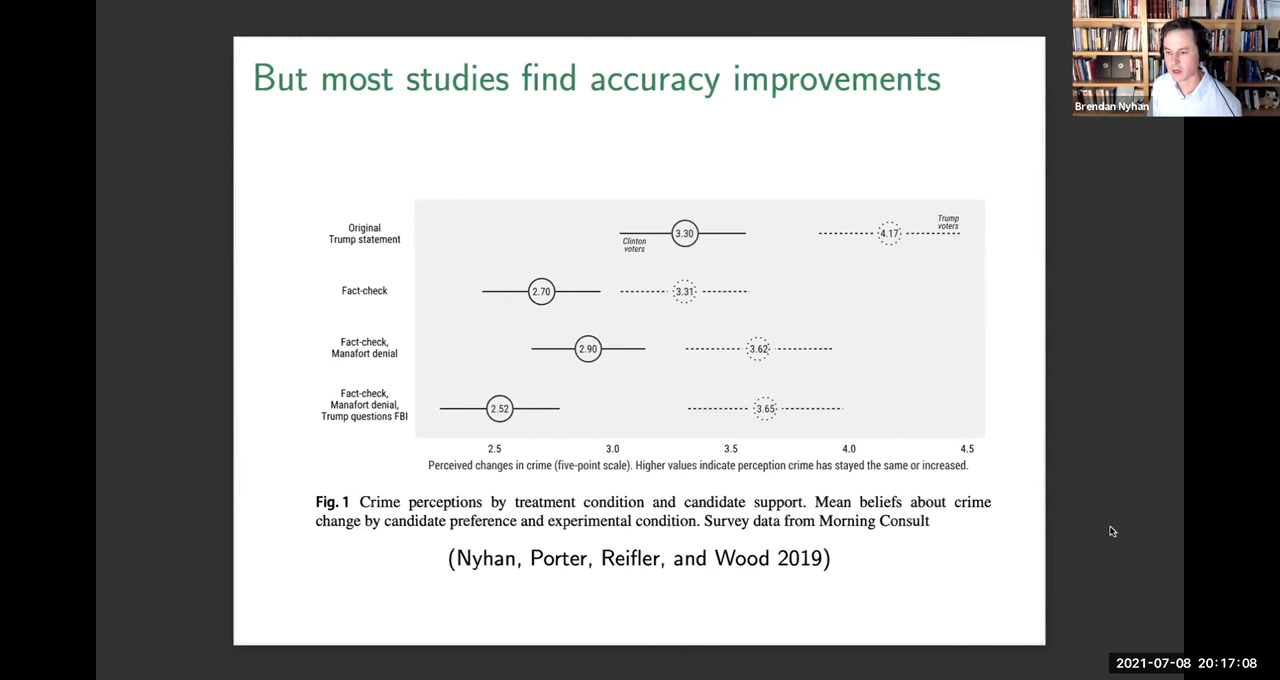 But most studies find accuracy improvements
Brendan Nyhan
Original
Trump statement
3.30
Clinton
voters
4.17
Trump
voters
Fact-check
2.70
3.31
Fact-check,
Manafort denial
2.90
3.62
Fact-check,
Manafort denial,
Trump questions FBI
2.52
3.65
2.5 3.0 3.5 4.0 4.5
Perceived changes in crime (five-point scale). Higher values indicate perception crime has stayed the same or increased.
Fig. 1 Crime perceptions by treatment condition and candidate support. Mean beliefs about crime
change by candidate preference and experimental condition. Survey data from Morning Consult
(Nyhan, Porter, Reifler, and Wood 2019)
2021-07-08 20:17:08